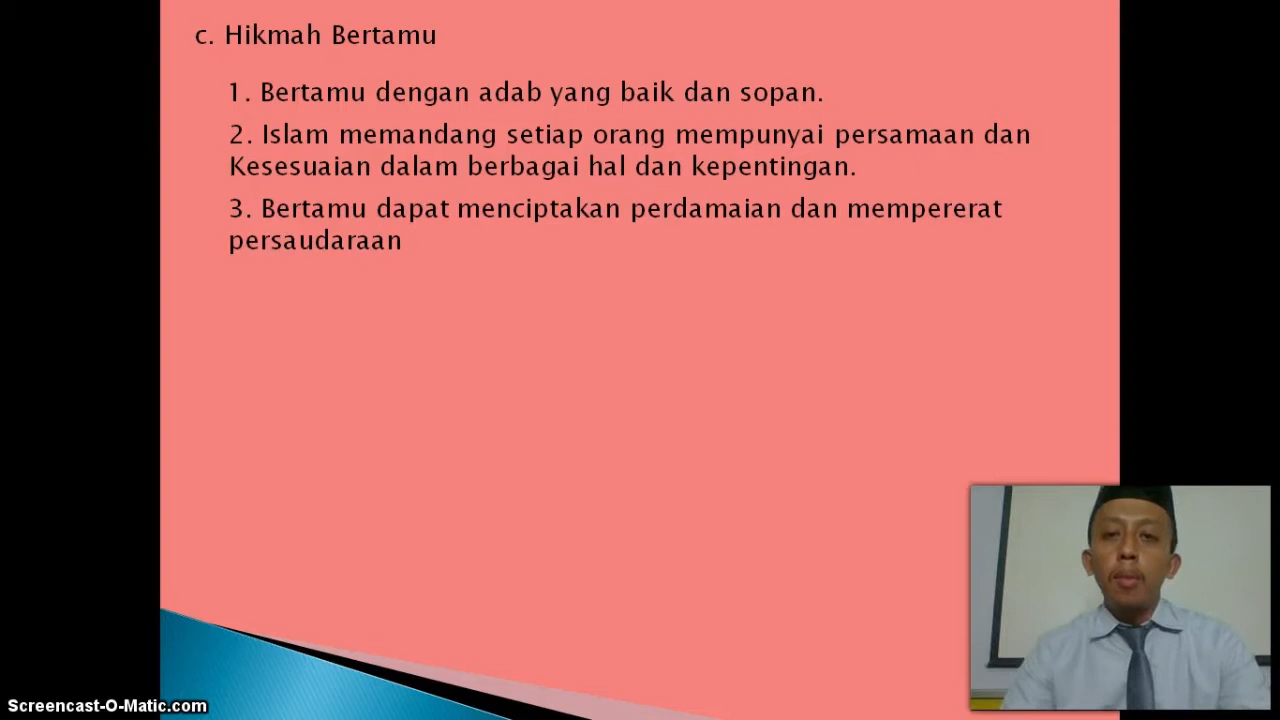 c. Hikmah Bertamu
1. Bertamu dengan adab yang baik dan sopan.
2. Islam memandang setiap orang mempunyai persamaan dan
Kesesuaian dalam berbagai hal dan kepentingan.
3. Bertamu dapat menciptakan perdamaian dan mempererat
persaudaraan
Screencast-O-Matic.com